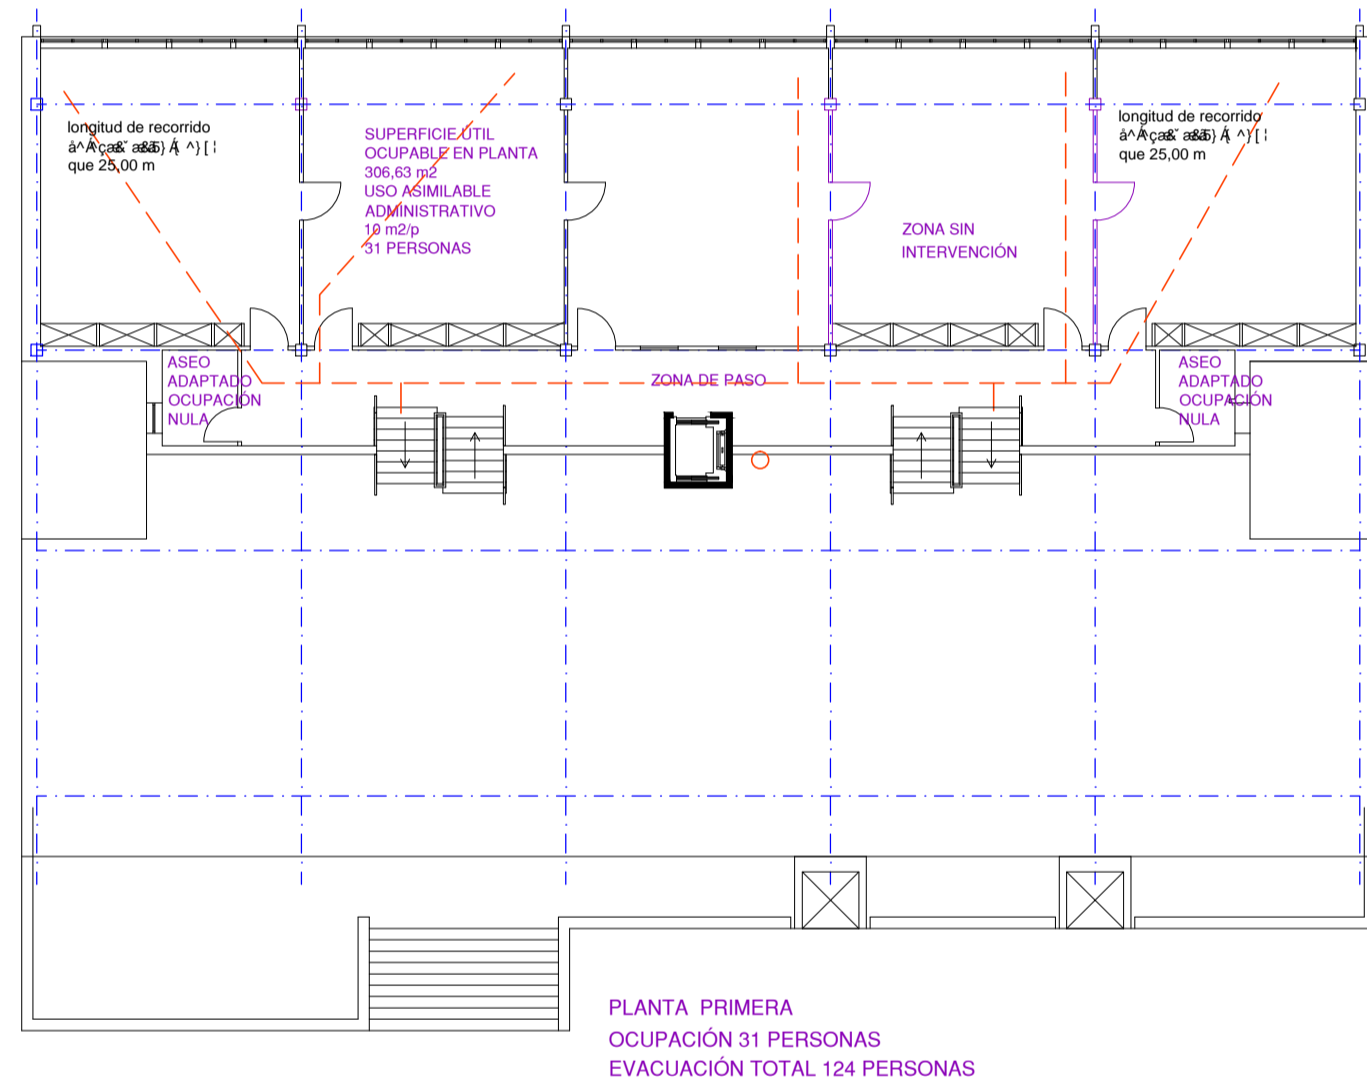 longitud de recorrido
que 25,00 m
SUPERFICIE ÚTIL
OCUPABLE EN PLANTA
306,63 m2
USO ASIMILABLE
ADMINISTRATIVO
10 m2/p
31 PERSONAS
ZONA SIN
INTERVENCIÓN
longitud de recorrido
que 25,00 m
ASEO
ADAPTADO
OCUPACIÓN
NULA
ZONA DE PASO
ASEO
ADAPTADO
OCUPACIÓN
NULA
PLANTA PRIMERA
OCUPACIÓN 31 PERSONAS
EVACUACIÓN TOTAL 124 PERSONAS